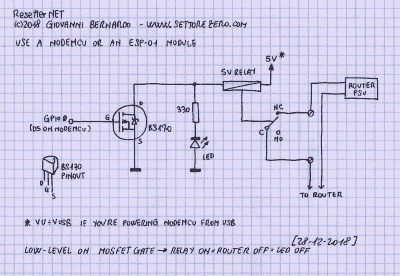 Resetter NET
(c)2018 GIOVANNI BERNARDO - WWW.SETTOREZERO.COM
USE A NODEMCU OR AN ESP-01 MODULE
5V *
5V RELAY
ROUTER
PSU
D
330
NC
GPIO0
(D3 ON NODEMCU)
G
BS170
C
NO
S
LED
BS170
PINOUT
D
G
S
TO ROUTER
* VU=VUSB IF YOU'RE POWERING NODEMCU FROM USB
[28-12-2018]
LOW-LEVEL ON MOSFET GATE → RELAY ON = ROUTER OFF = LED OFF